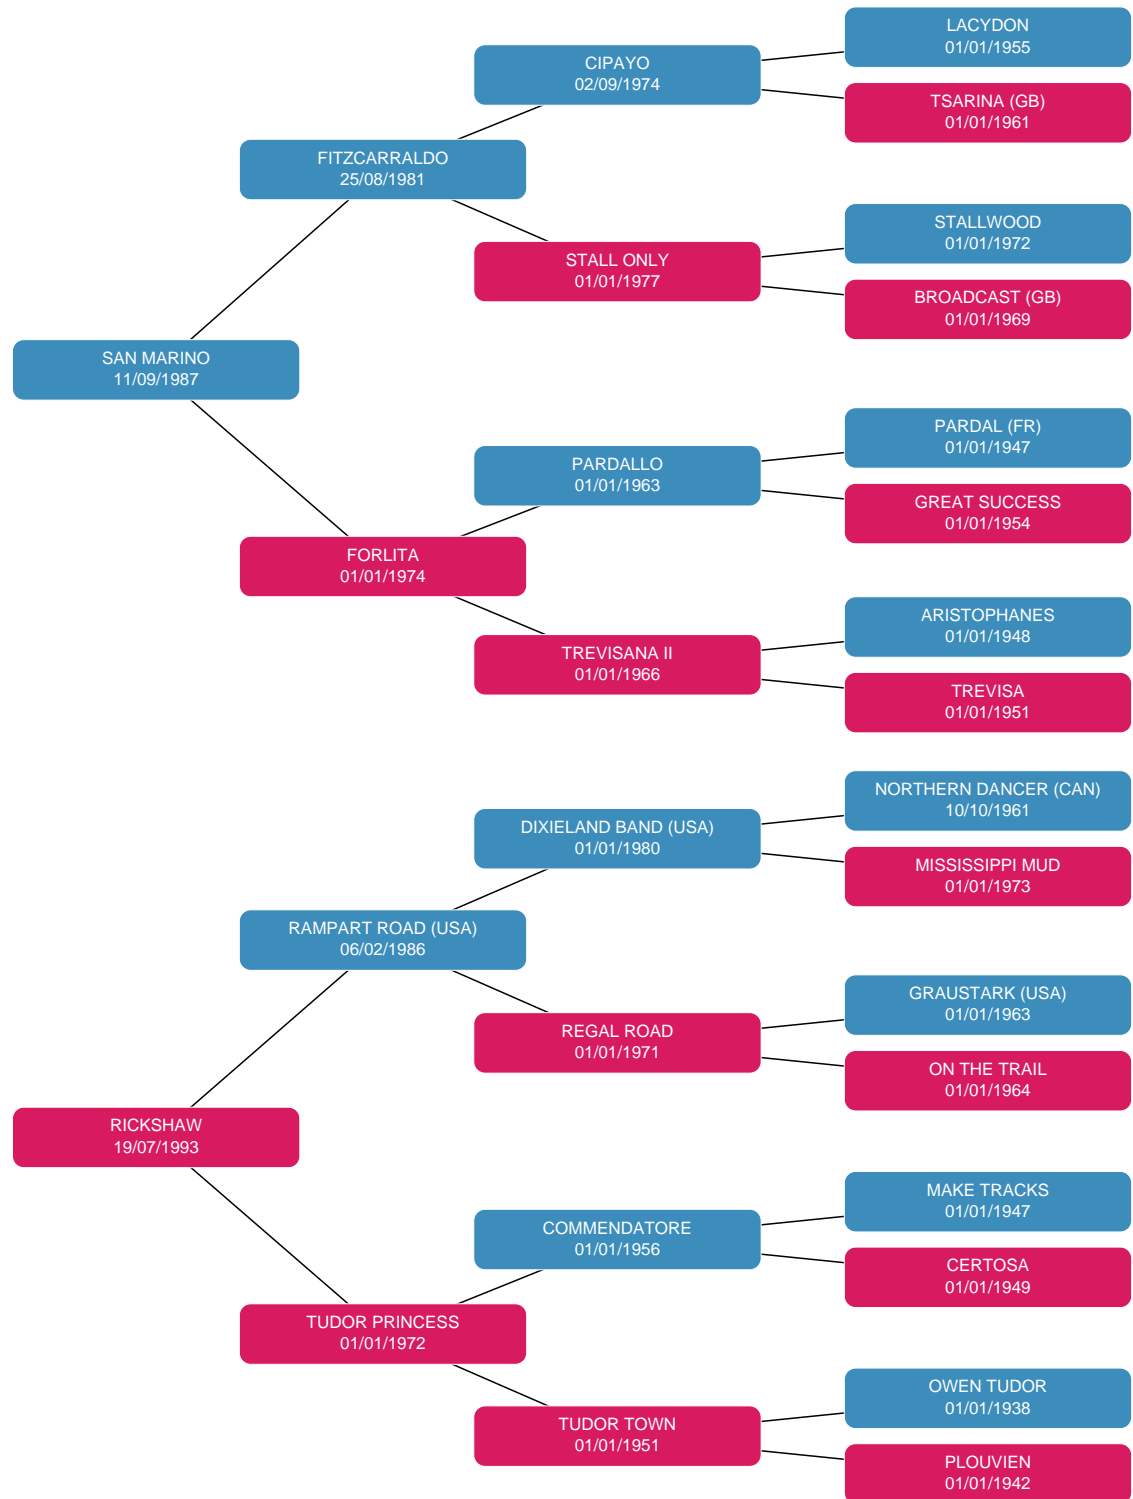 LACYDON
01/01/1955
CIPAYO
02/09/1974
TSARINA (GB)
01/01/1961
FITZCARRALDO
25/08/1981
STALLWOOD
01/01/1972
STALL ONLY
01/01/1977
BROADCAST (GB)
01/01/1969
SAN MARINO
11/09/1987
PARDAL (FR)
01/01/1947
PARDALLO
01/01/1963
GREAT SUCCESS
01/01/1954
FORLITA
01/01/1974
ARISTOPHANES
01/01/1948
TREVISANA II
01/01/1966
TREVISA
01/01/1951
NORTHERN DANCER (CAN)
10/10/1961
DIXIELAND BAND (USA)
01/01/1980
MISSISSIPPI MUD
01/01/1973
RAMPART ROAD (USA)
06/02/1986
GRAUSTARK (USA)
01/01/1963
REGAL ROAD
01/01/1971
ON THE TRAIL
01/01/1964
RICKSHAW
19/07/1993
MAKE TRACKS
01/01/1947
COMMENDATORE
01/01/1956
CERTOSA
01/01/1949
TUDOR PRINCESS
01/01/1972
OWEN TUDOR
01/01/1938
TUDOR TOWN
01/01/1951
PLOUVIEN
01/01/1942